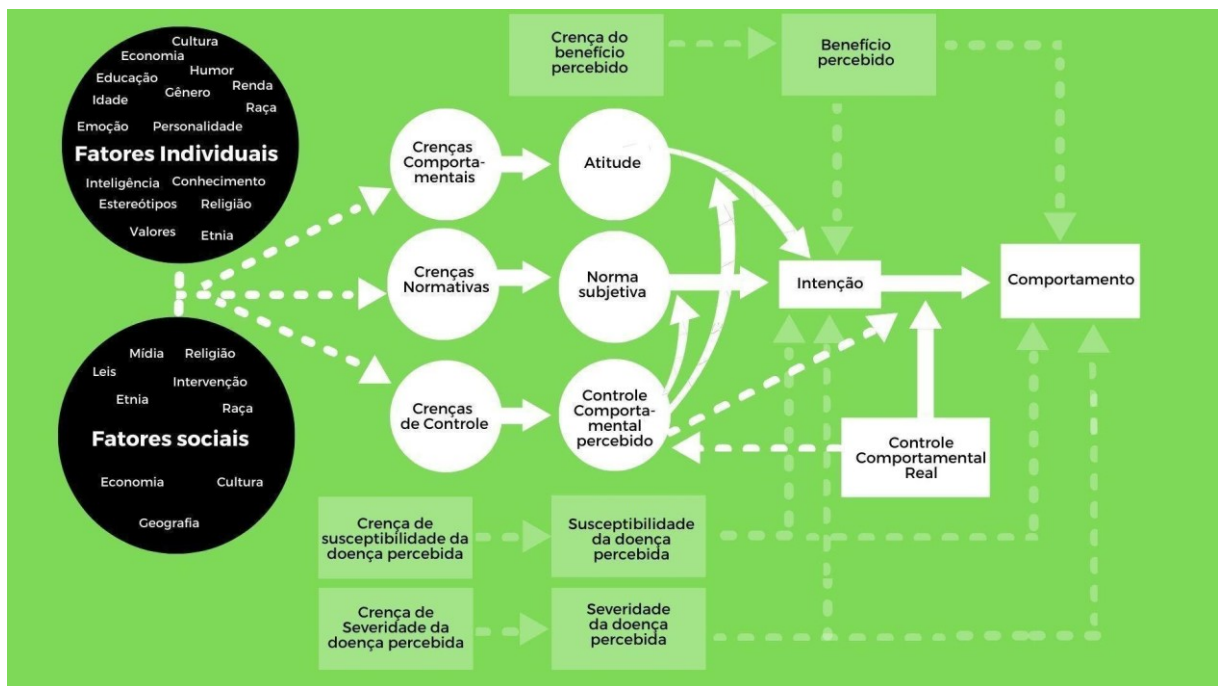 Cultura
Economia
Humor
Educação
Renda
Gênero
Idade
Raça
Emoção
Personalidade
Fatores Individuais
Inteligência
Conhecimento
Estereótipos
Religião
Valores
Etnia
Mídia
Religião
Leis
Intervenção
Etnia
Raça
Fatores sociais
Economia
Cultura
Geografia
Crença do
benefício
percebido
Benefício
percebido
Crenças
Comporta-
mentais
Atitude
Crenças
Normativas
Norma
subjetiva
Intenção
Comportamento
Crenças
de Controle
Controle
Comporta-
mental
percebido
Controle
Comportamental
Real
Crença de
susceptibilidade da
doença percebida
Susceptibilidade
da doença
percebida
Crença de
Severidade da
doença percebida
Severidade
da doença
percebida